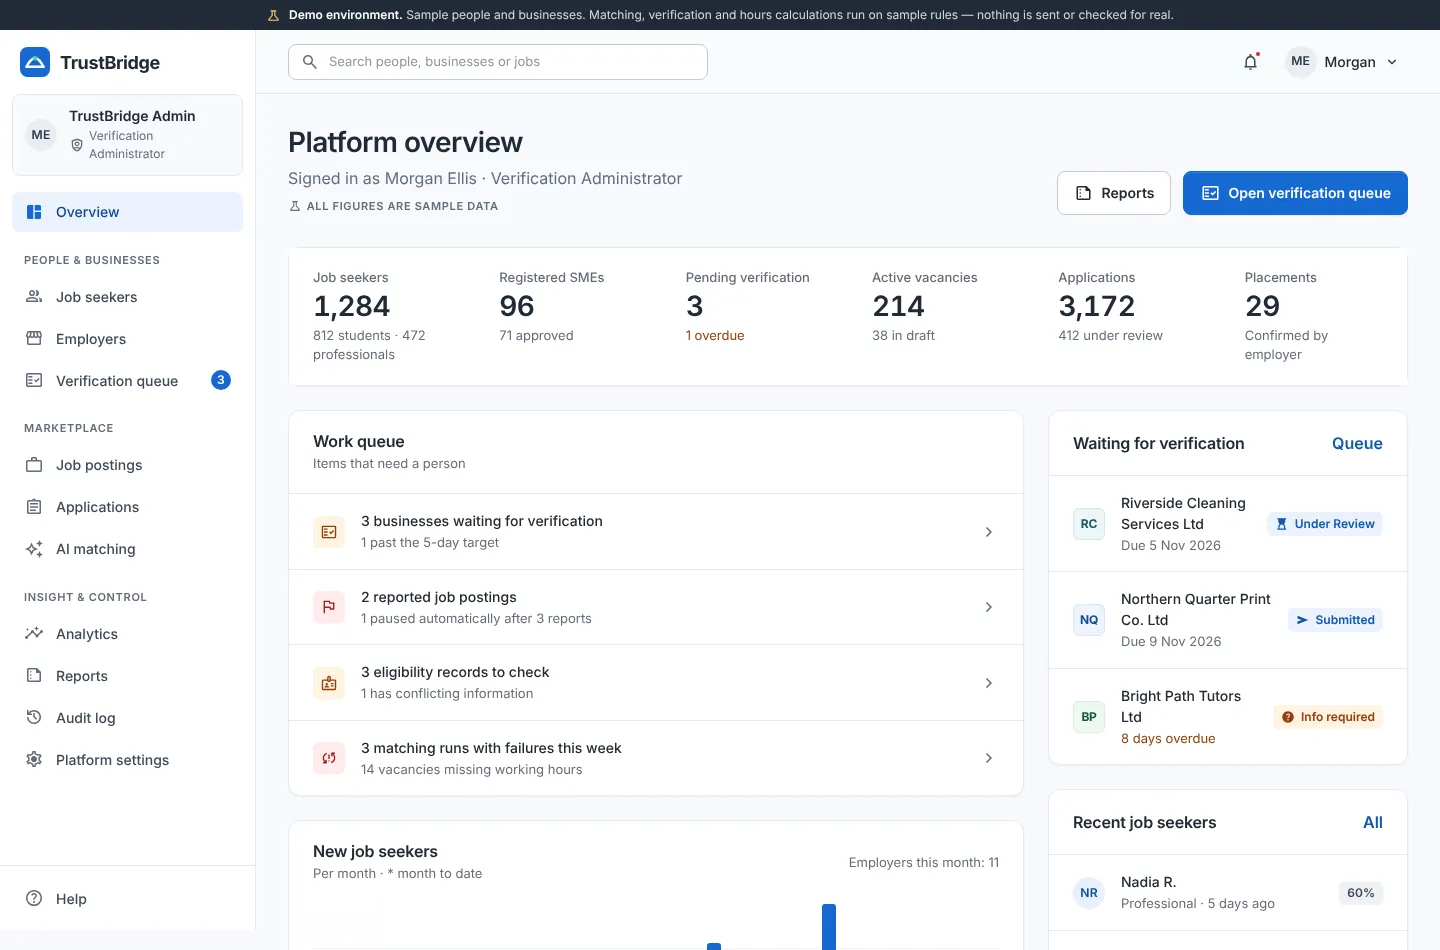 Demo environment. Sample people and businesses. Matching, verification and hours calculations run on sample rules — nothing is sent or checked for real.
TrustBridge
Search people, businesses or jobs
ME
Morgan
ME
TrustBridge Admin
Verification
Administrator
Overview
PEOPLE & BUSINESSES
Job seekers
Employers
Verification queue
3
MARKETPLACE
Job postings
Applications
AI matching
INSIGHT & CONTROL
Analytics
Reports
Audit log
Platform settings
Help
Platform overview
Signed in as Morgan Ellis · Verification Administrator
ALL FIGURES ARE SAMPLE DATA
Reports
Open verification queue
Job seekers
1,284
812 students · 472
professionals
Registered SMEs
96
71 approved
Pending verification
3
1 overdue
Active vacancies
214
38 in draft
Applications
3,172
412 under review
Placements
29
Confirmed by
employer
Work queue
Items that need a person
3 businesses waiting for verification
1 past the 5-day target
2 reported job postings
1 paused automatically after 3 reports
3 eligibility records to check
1 has conflicting information
3 matching runs with failures this week
14 vacancies missing working hours
New job seekers
Per month · * month to date
Employers this month: 11
Waiting for verification
Queue
RC
Riverside Cleaning
Services Ltd
Due 5 Nov 2026
Under Review
NQ
Northern Quarter Print
Co. Ltd
Due 9 Nov 2026
Submitted
BP
Bright Path Tutors
Ltd
8 days overdue
Info required
Recent job seekers
All
NR
Nadia R.
Professional · 5 days ago
60%